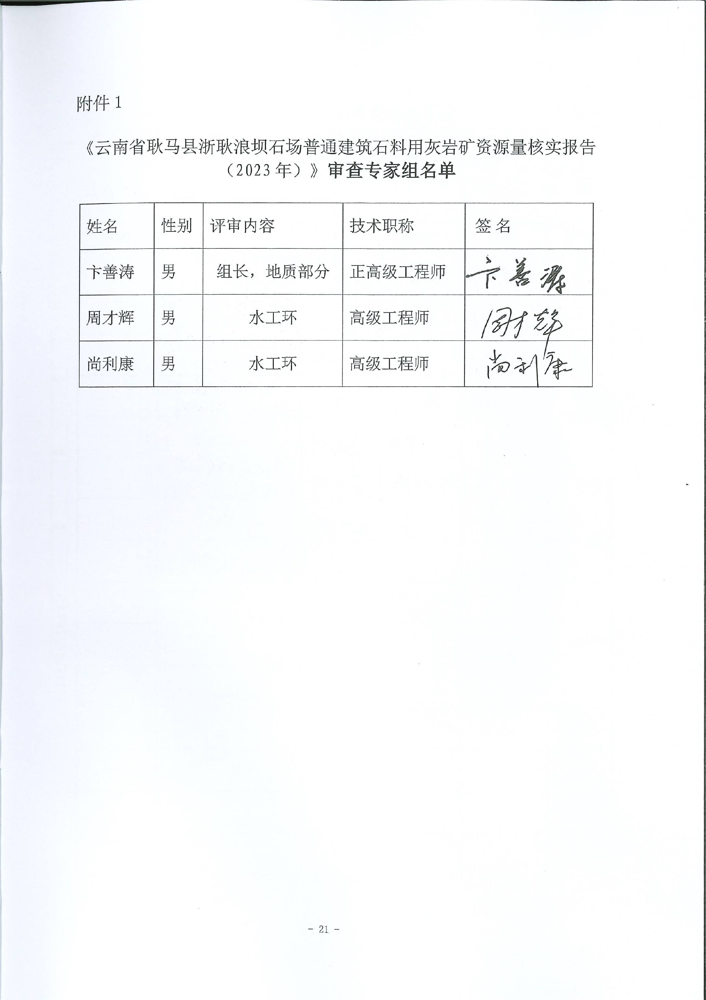 附件 1
《云南省耿马县浙耿浪坝石场普通建筑石料用灰岩矿资源量核实报告
（2023 年）》审查专家组名单
姓名 性别 评审内容 技术职称 签 名
卞善涛 男 组长，地质部分 正高级工程师 卞善涛
周才辉 男 水工环 高级工程师 周才辉
尚利康 男 水工环 高级工程师 尚利康
- 21 -